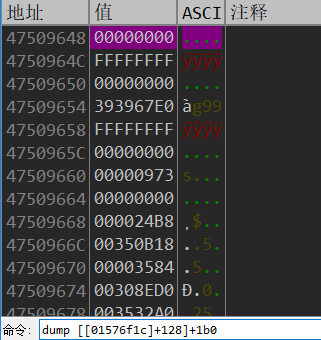 地址 值 ASCI 注释
47509648 00000000 ....
4750964C FFFFFFFF ÿÿÿÿ
47509650 00000000 ....
47509654 393967E0 àg99
47509658 FFFFFFFF ÿÿÿÿ
4750965C 00000000 ....
47509660 00000973 s...
47509664 00000000 ....
47509668 000024B8 ¸$..
4750966C 00350B18 ..5.
47509670 00003584 .5..
47509674 00308ED0 Ð.0.
47509678 003532A0 .25.
命令: dump [[01576f1c]+128]+1b0